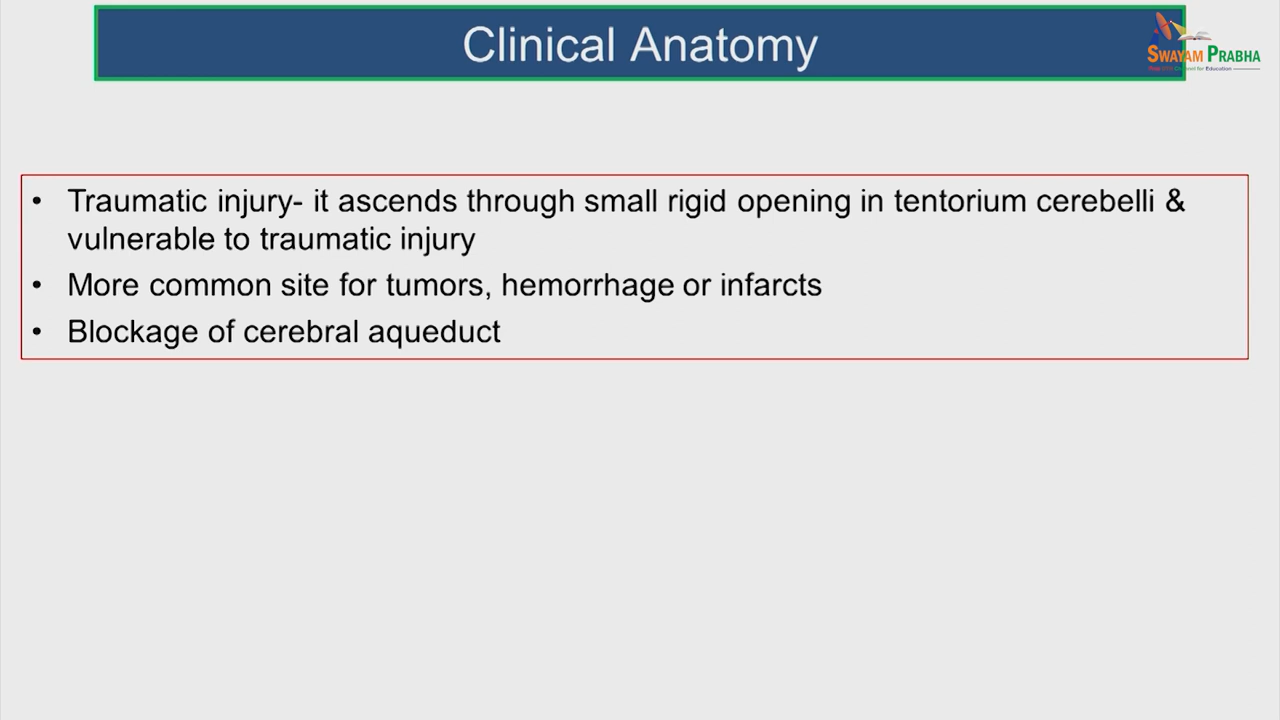 Clinical Anatomy
SWAYAM PRABHA
• Traumatic injury- it ascends through small rigid opening in tentorium cerebelli &
vulnerable to traumatic injury
• More common site for tumors, hemorrhage or infarcts
• Blockage of cerebral aqueduct